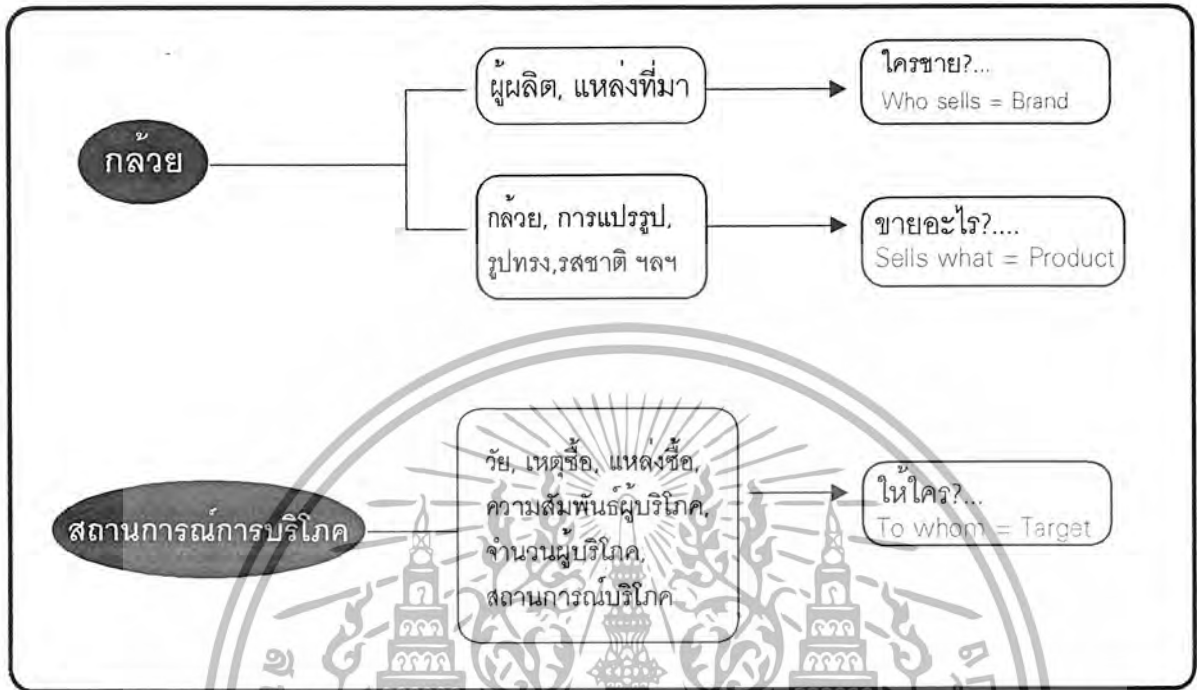 กล้วย
ผู้ผลิต, แหล่งที่มา
ใครขาย?...
Who sells = Brand
กล้วย, การแปรรูป,
รูปทรง,รสชาติ ฯลฯ
ขายอะไร?....
Sells what = Product
สถานการณ์การบริโภค
วัย, เหตุซื้อ, แหล่งซื้อ,
ความสัมพันธ์ผู้บริโภค,
จำนวนผู้บริโภค,
สถานการณ์บริโภค
ให้ใคร?...
To whom = Target